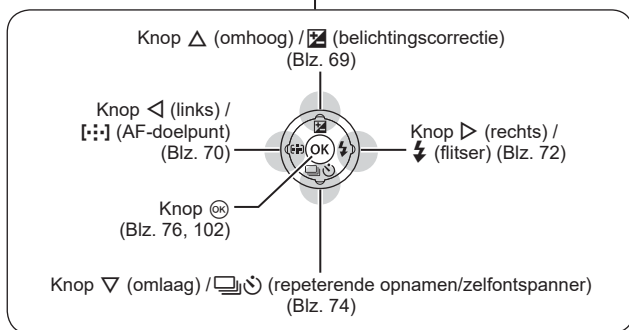 Knop △ (omhoog) / (belichtingscorrectie)
(Blz. 69)
Knop ◁ (links) /
[·:·] (AF-doelpunt)
(Blz. 70)
Knop ▷ (rechts) /
(flitser) (Blz. 72)
OK
Knop OK
(Blz. 76, 102)
Knop ▽ (omlaag) / (repeterende opnamen/zelfontspanner)
(Blz. 74)